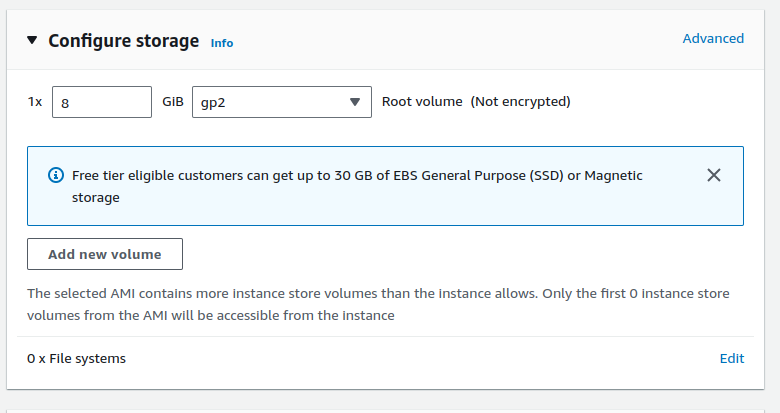 Configure storage Info Advanced
1x 8 GiB gp2 Root volume (Not encrypted)
Free tier eligible customers can get up to 30 GB of EBS General Purpose (SSD) or Magnetic
storage
Add new volume
The selected AMI contains more instance store volumes than the instance allows. Only the first 0 instance store
volumes from the AMI will be accessible from the instance
0 x File systems Edit